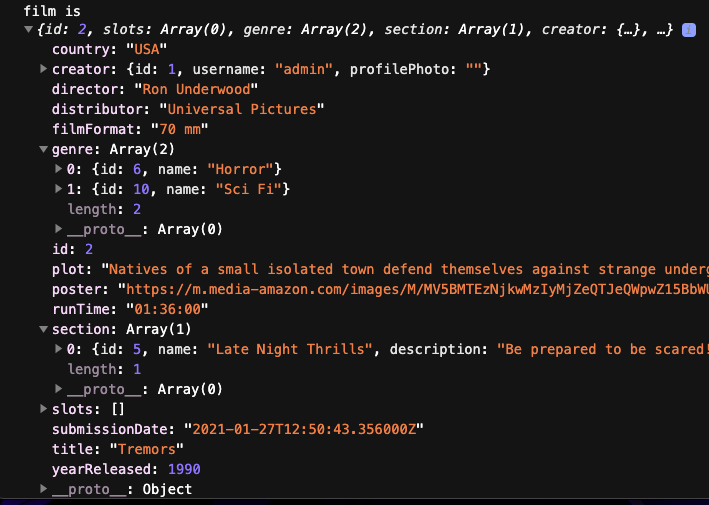 film is
{id: 2, slots: Array(0), genre: Array(2), section: Array(1), creator: {…}, …} i
country: "USA"
creator: {id: 1, username: "admin", profilePhoto: ""}
director: "Ron Underwood"
distributor: "Universal Pictures"
filmFormat: "70 mm"
genre: Array(2)
0: {id: 6, name: "Horror"}
1: {id: 10, name: "Sci Fi"}
length: 2
__proto__: Array(0)
id: 2
plot: "Natives of a small isolated town defend themselves against strange underg
poster: "https://m.media-amazon.com/images/M/MV5BMTEzNjkwMzIyMjZeQTJeQWpwZ15BbWU
runTime: "01:36:00"
section: Array(1)
0: {id: 5, name: "Late Night Thrills", description: "Be prepared to be scared!
length: 1
__proto__: Array(0)
slots: []
submissionDate: "2021-01-27T12:50:43.356000Z"
title: "Tremors"
yearReleased: 1990
__proto__: Object